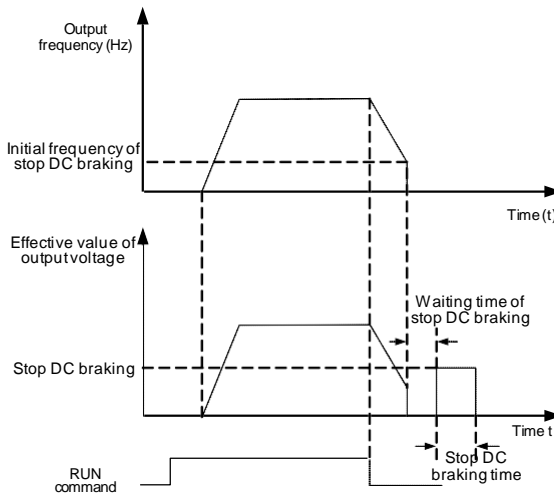 Output
frequency (Hz)
Initial frequency of
stop DC braking
Time (t)
Effective value of
output voltage
Waiting time of
stop DC braking
Stop DC braking
Time t
Stop DC
braking time
RUN
command